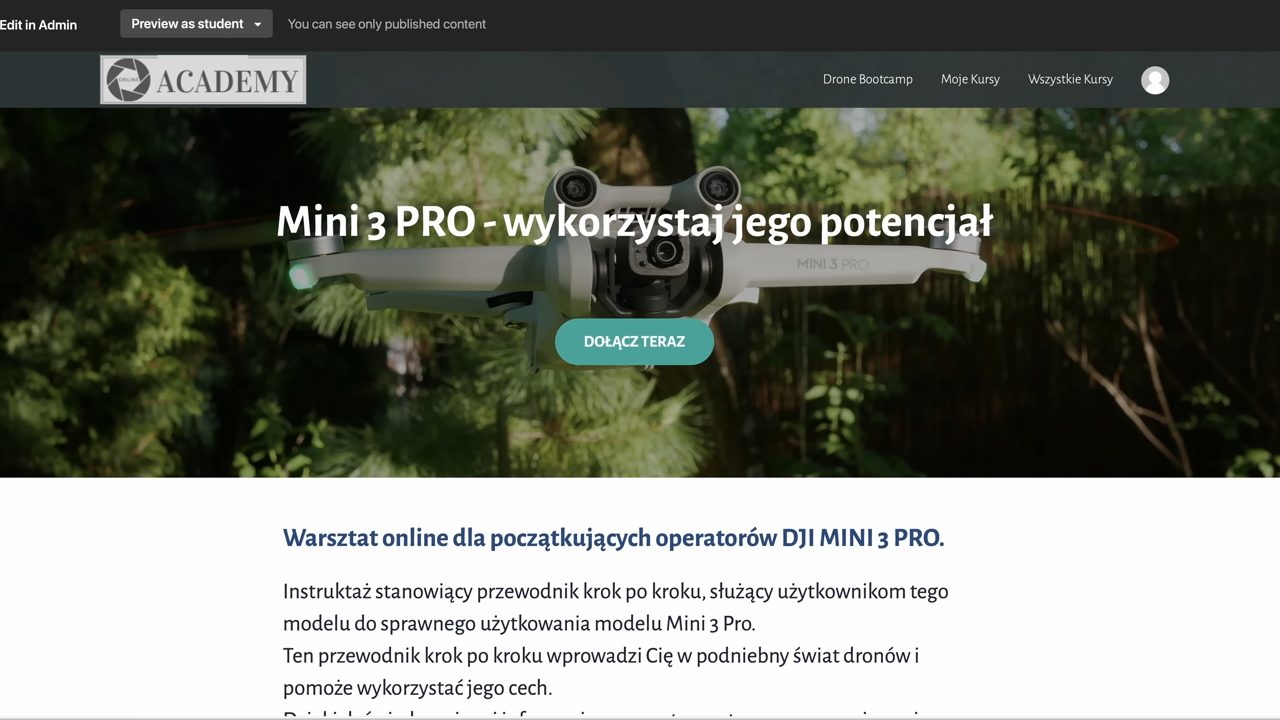 Edit in Admin
Preview as student
You can see only published content
ONLINE
ACADEMY
Drone Bootcamp
Moje Kursy
Wszystkie Kursy
Mini 3 PRO - wykorzystaj jego potencjał
MINI 3 PRO
DOŁĄCZ TERAZ
Warsztat online dla początkujących operatorów DJI MINI 3 PRO.
Instruktaż stanowiący przewodnik krok po kroku, służący użytkownikom tego
modelu do sprawnego użytkowania modelu Mini 3 Pro.
Ten przewodnik krok po kroku wprowadzi Cię w podniebny świat dronów i
pomoże wykorzystać jego cech.